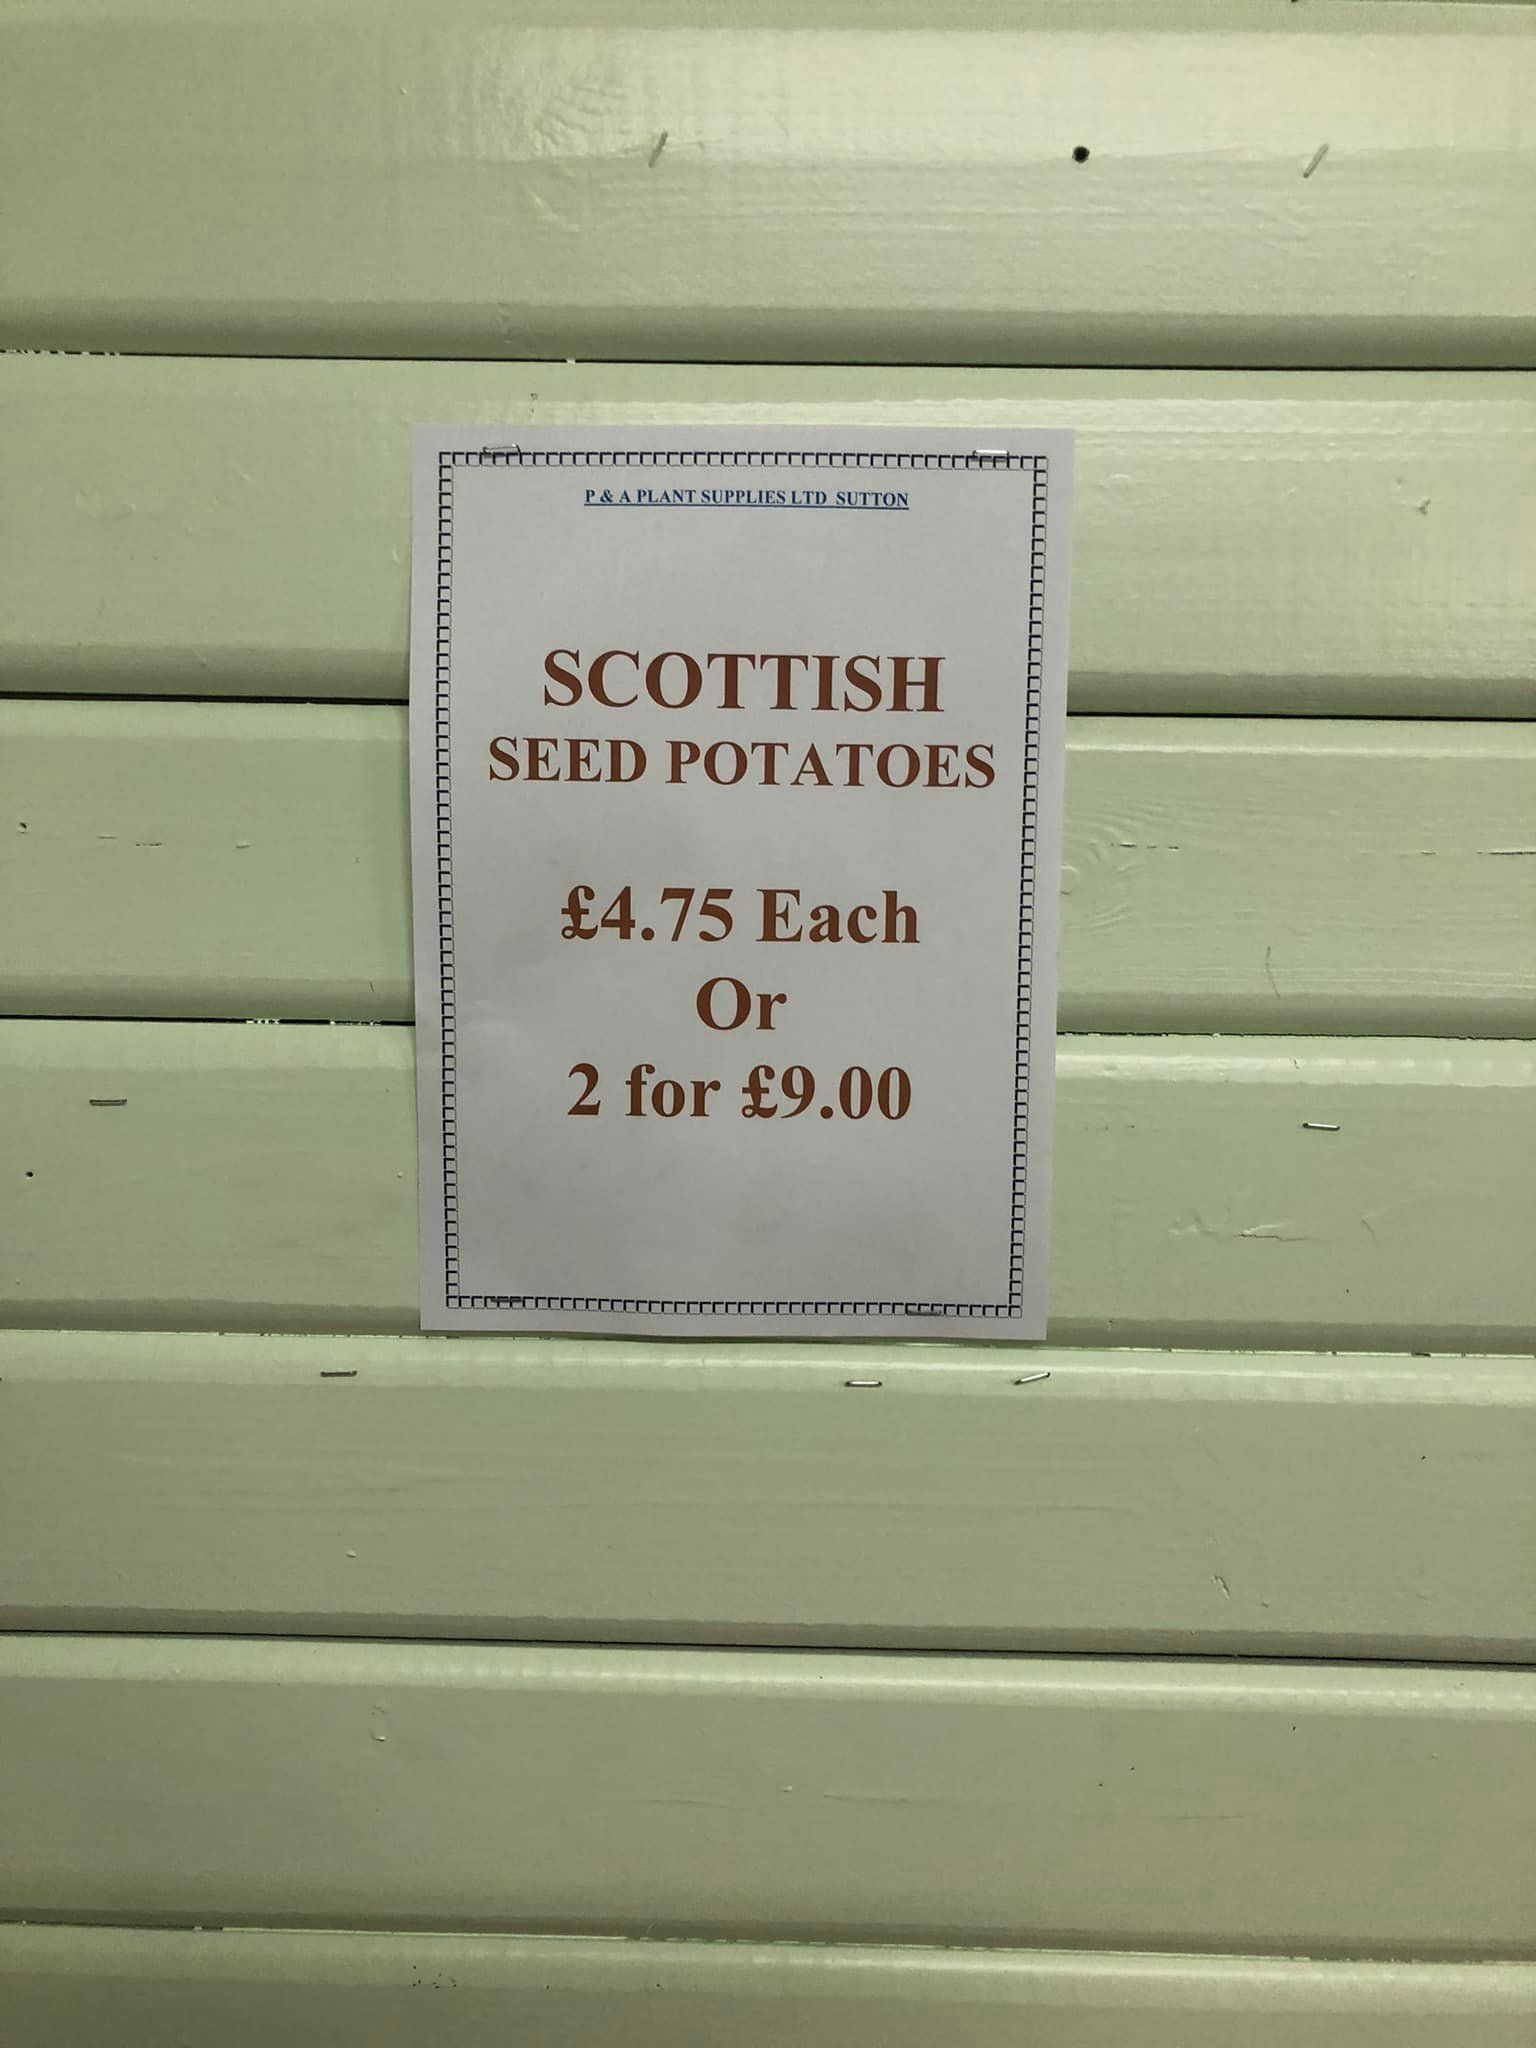 P & A PLANT SUPPLIES LTD SUTTON
SCOTTISH
SEED POTATOES
£4.75 Each
Or
2 for £9.00